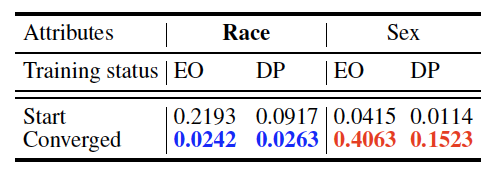 Attributes Race Sex
Training status EO DP EO DP
Start 0.2193 0.0917 0.0415 0.0114
Converged 0.0242 0.0263 0.4063 0.1523